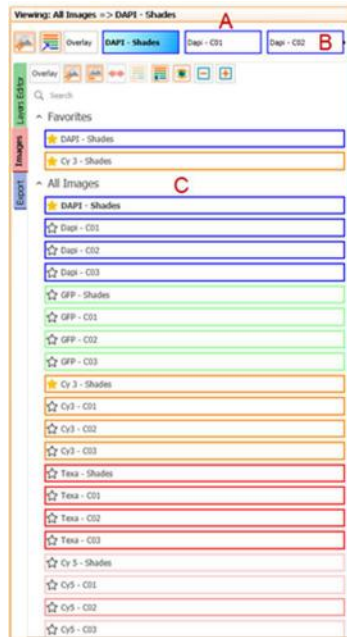 Viewing: All Images => DAPI - Shades
A
Overlay DAPI - Shades Dapi - C01 Dapi - C02 B
Overlay
Layers Editor
Images
Export
Search
Favorites
DAPI - Shades
Cy 3 - Shades
All Images C
DAPI - Shades
Dapi - C01
Dapi - C02
Dapi - C03
GFP - Shades
GFP - C01
GFP - C02
GFP - C03
Cy 3 - Shades
Cy3 - C01
Cy3 - C02
Cy3 - C03
Texa - Shades
Texa - C01
Texa - C02
Texa - C03
Cy 5 - Shades
Cy5 - C01
Cy5 - C02
Cy5 - C03